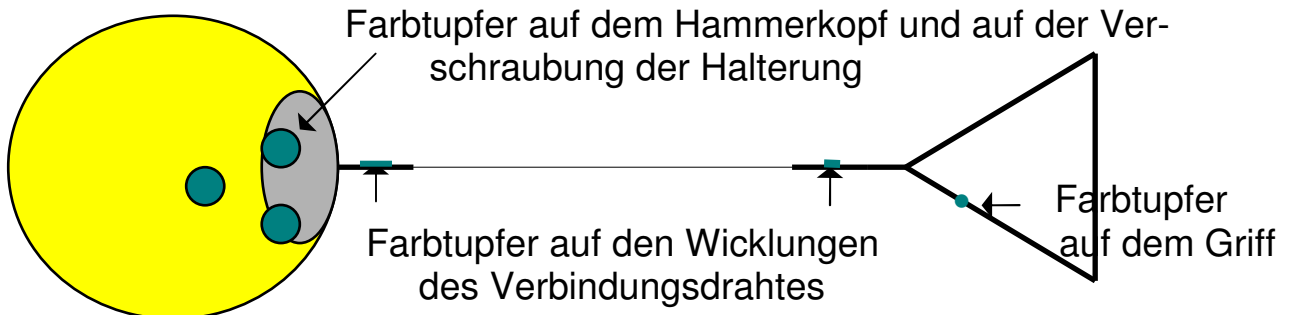 Farbtupfer auf dem Hammerkopf und auf der Ver-
schraubung der Halterung
Farbtupfer auf den Wicklungen
des Verbindungsdrahtes
Farbtupfer
auf dem Griff